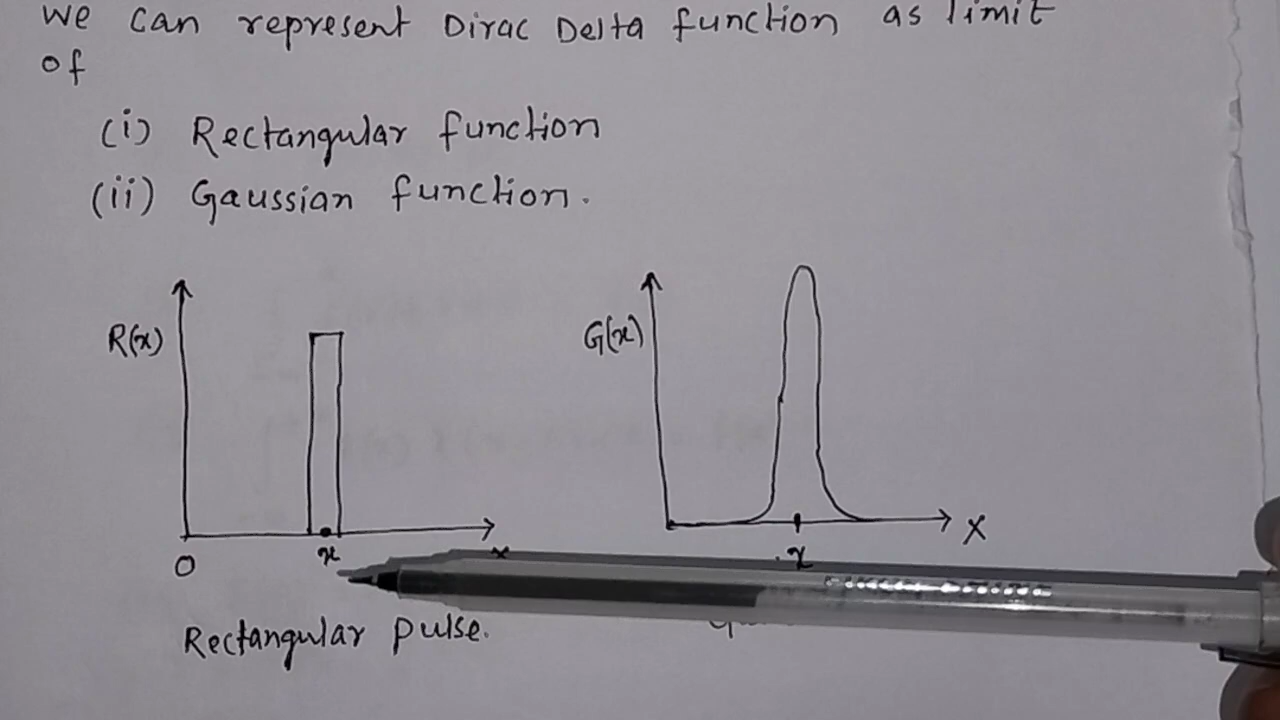 we can represent Dirac Delta function as limit
of
(i) Rectangular function
(ii) Gaussian function.
R(x)
G(x)
0
x
x
X
x
Rectangular pulse.